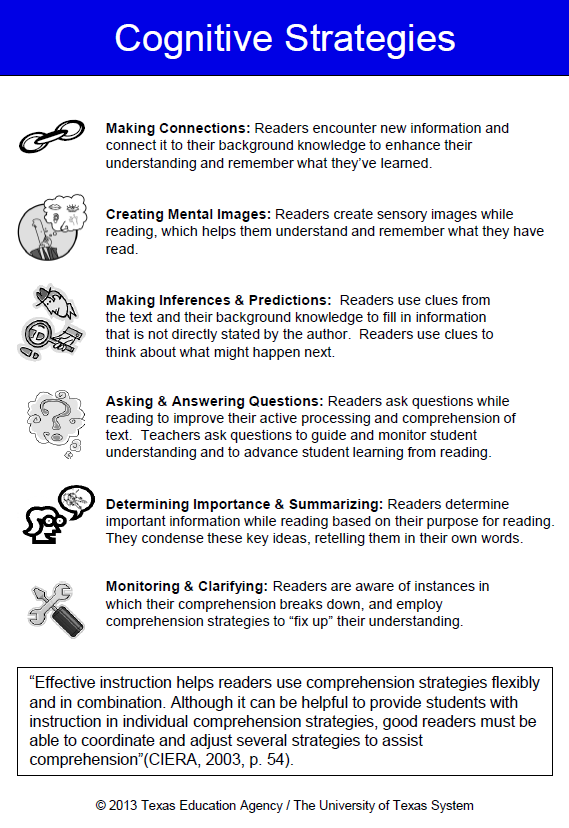 Cognitive Strategies
Making Connections: Readers encounter new information and
connect it to their background knowledge to enhance their
understanding and remember what they’ve learned.
Creating Mental Images: Readers create sensory images while
reading, which helps them understand and remember what they have
read.
Making Inferences & Predictions:  Readers use clues from
the text and their background knowledge to fill in information
that is not directly stated by the author.  Readers use clues to
think about what might happen next.
Asking & Answering Questions: Readers ask questions while
reading to improve their active processing and comprehension of
text.  Teachers ask questions to guide and monitor student
understanding and to advance student learning from reading.
Determining Importance & Summarizing: Readers determine
important information while reading based on their purpose for reading.
They condense these key ideas, retelling them in their own words.
Monitoring & Clarifying: Readers are aware of instances in
which their comprehension breaks down, and employ
comprehension strategies to “fix up” their understanding.
“Effective instruction helps readers use comprehension strategies flexibly
and in combination. Although it can be helpful to provide students with
instruction in individual comprehension strategies, good readers must be
able to coordinate and adjust several strategies to assist
comprehension”(CIERA, 2003, p. 54).
© 2013 Texas Education Agency / The University of Texas System